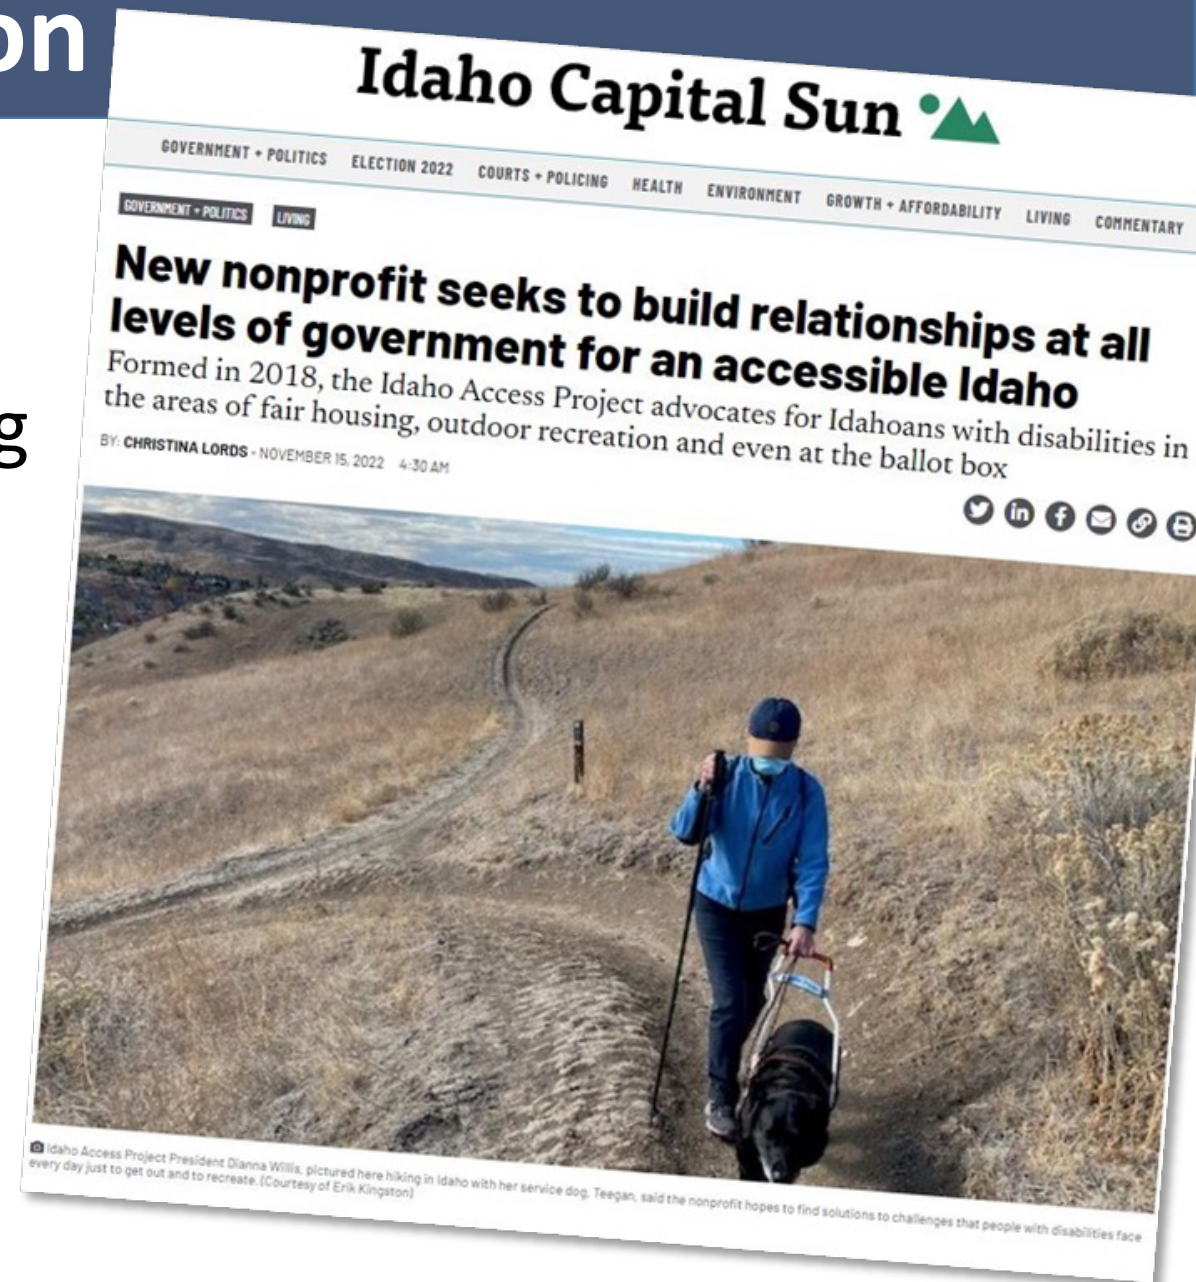 on
g
Idaho Capital Sun
GOVERNMENT + POLITICS ELECTION 2022 COURTS + POLICING HEALTH ENVIRONMENT GROWTH + AFFORDABILITY LIVING COMMENTARY
GOVERNMENT + POLITICS LIVING
New nonprofit seeks to build relationships at all
levels of government for an accessible Idaho
Formed in 2018, the Idaho Access Project advocates for Idahoans with disabilities in
the areas of fair housing, outdoor recreation and even at the ballot box
BY: CHRISTINA LORDS - NOVEMBER 15, 2022 4:30 AM
Idaho Access Project President Dianna Willis, pictured here hiking in Idaho with her service dog, Teegan, said the nonprofit hopes to find solutions to challenges that people with disabilities face
every day just to get out and to recreate. (Courtesy of Erik Kingston)